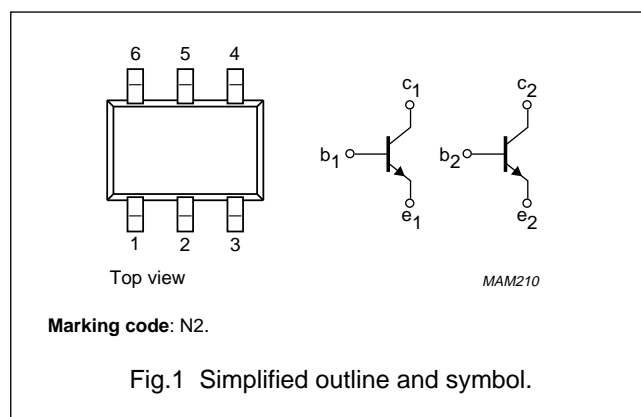 6 5 4
1 2 3
Top view
c1 c2
b1 b2
e1 e2
MAM210
Marking code: N2.
Fig.1 Simplified outline and symbol.